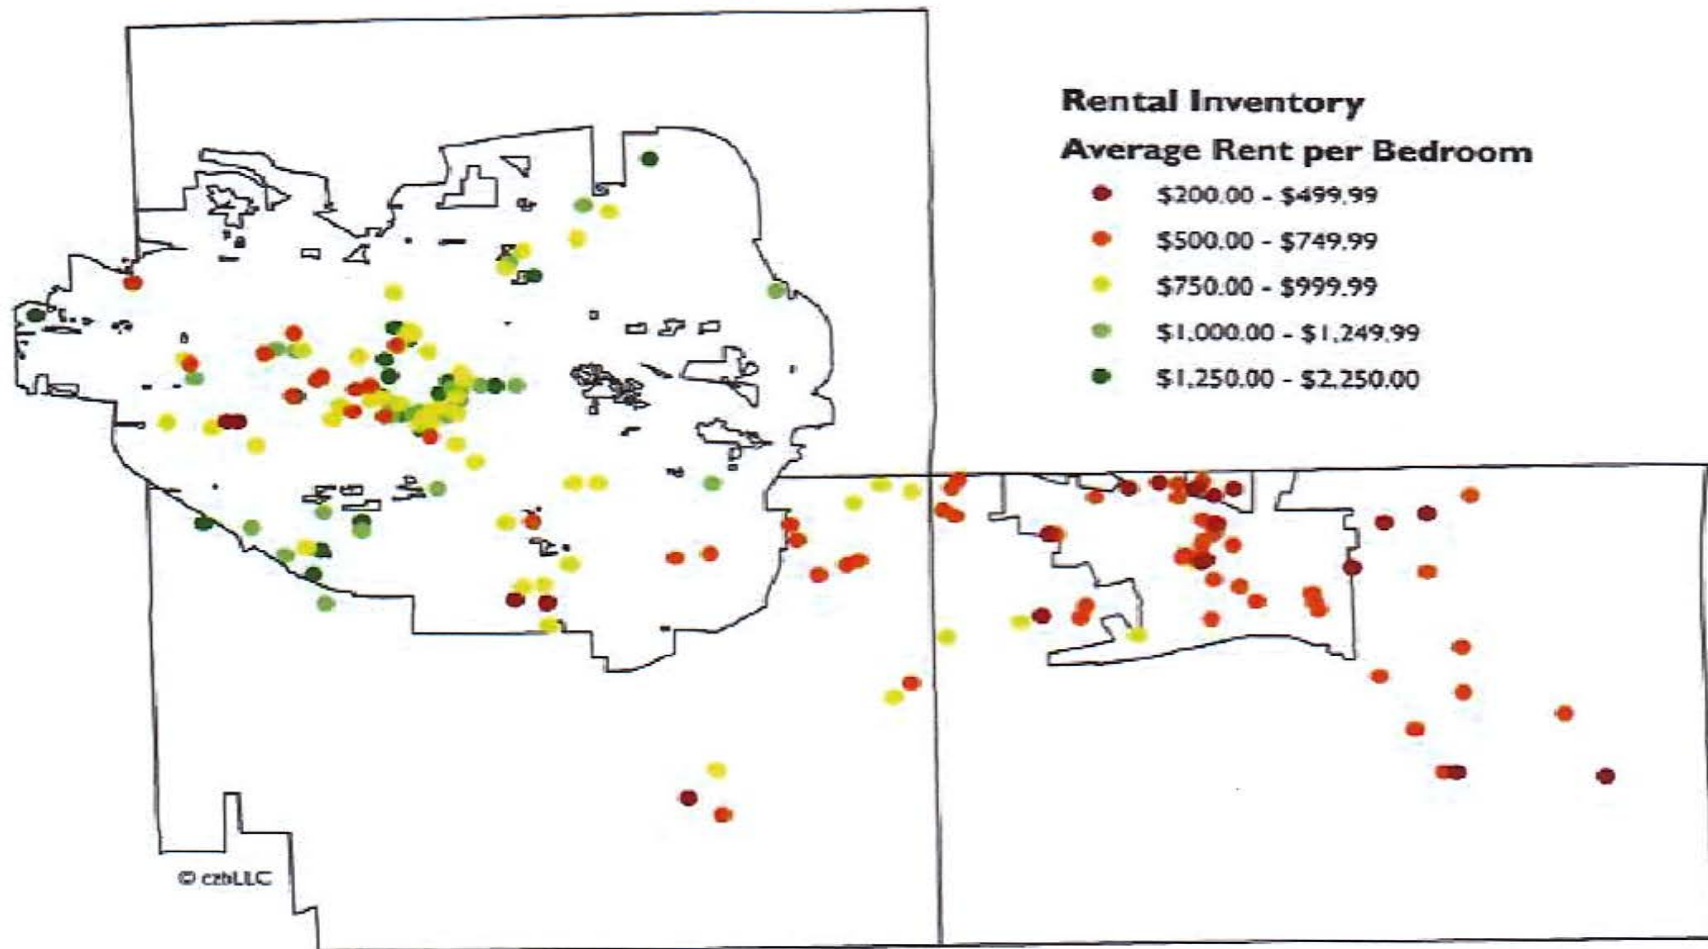 Rental Inventory
Average Rent per Bedroom
$200.00 - $499.99
$500.00 - $749.99
$750.00 - $999.99
$1,000.00 - $1,249.99
$1,250.00 - $2,250.00
© czbLLC